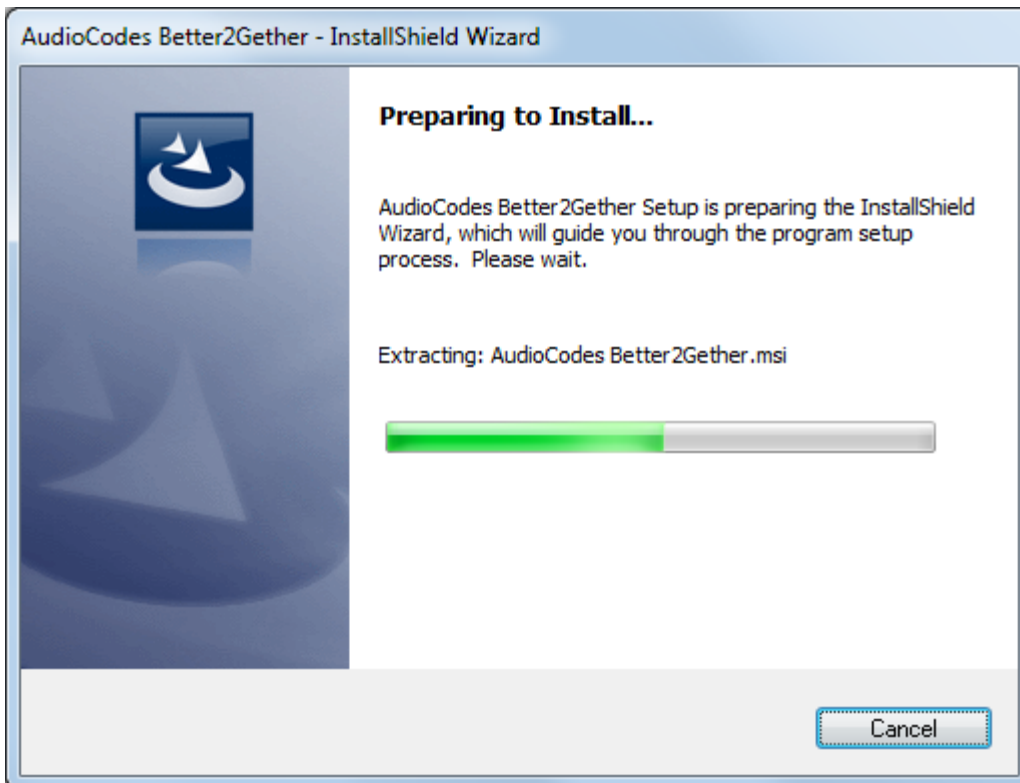 AudioCodes Better2Gether - InstallShield Wizard
Preparing to Install...
AudioCodes Better2Gether Setup is preparing the InstallShield
Wizard, which will guide you through the program setup
process.  Please wait.
Extracting: AudioCodes Better2Gether.msi
Cancel